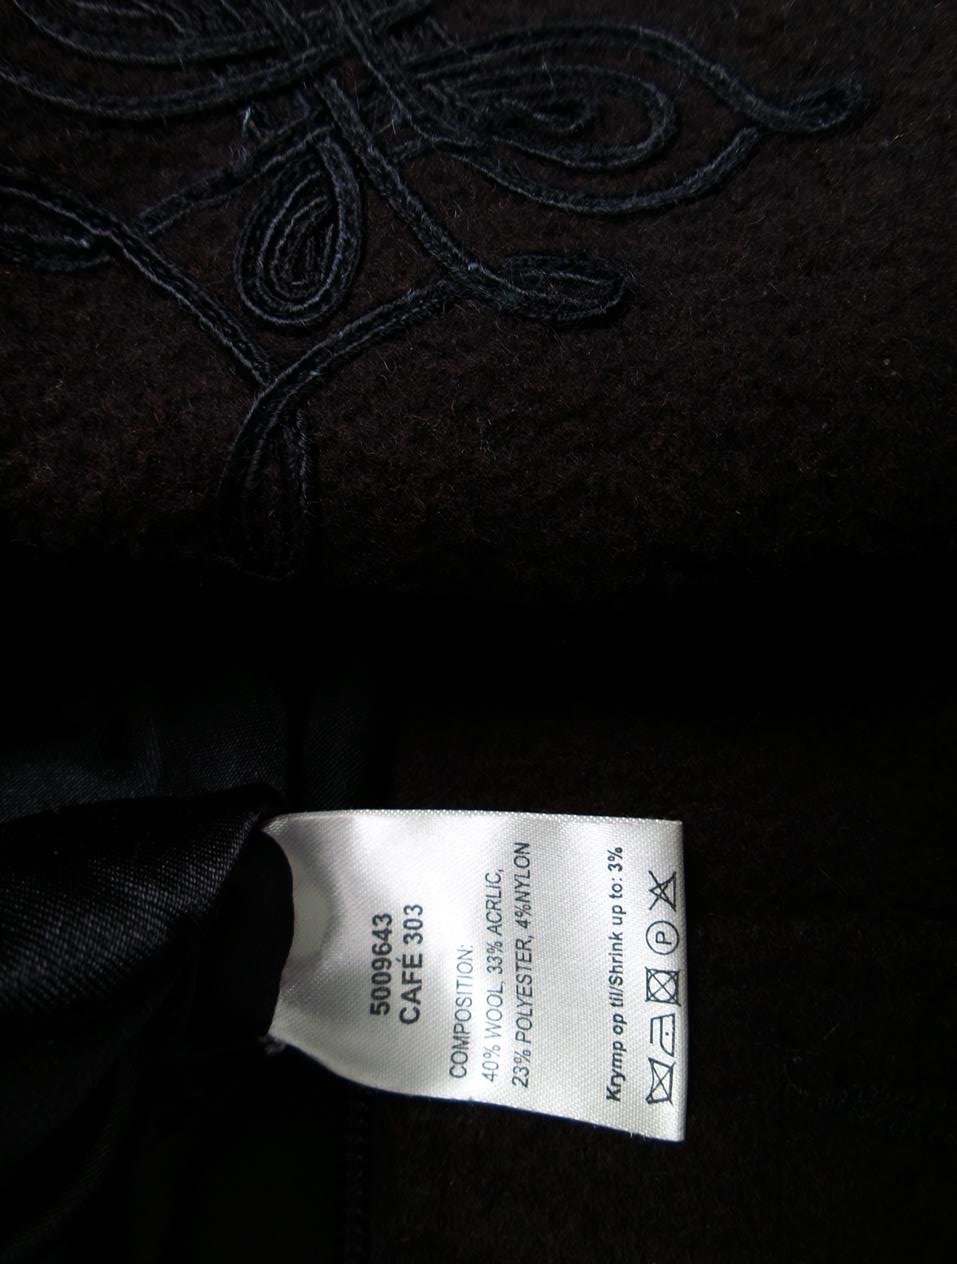 5009643
CAFÉ 303
COMPOSITION:
40% WOOL, 33% ACRLIC,
23% POLYESTER, 4%NYLON
Krymp op til/Shrink up to: 3%
P